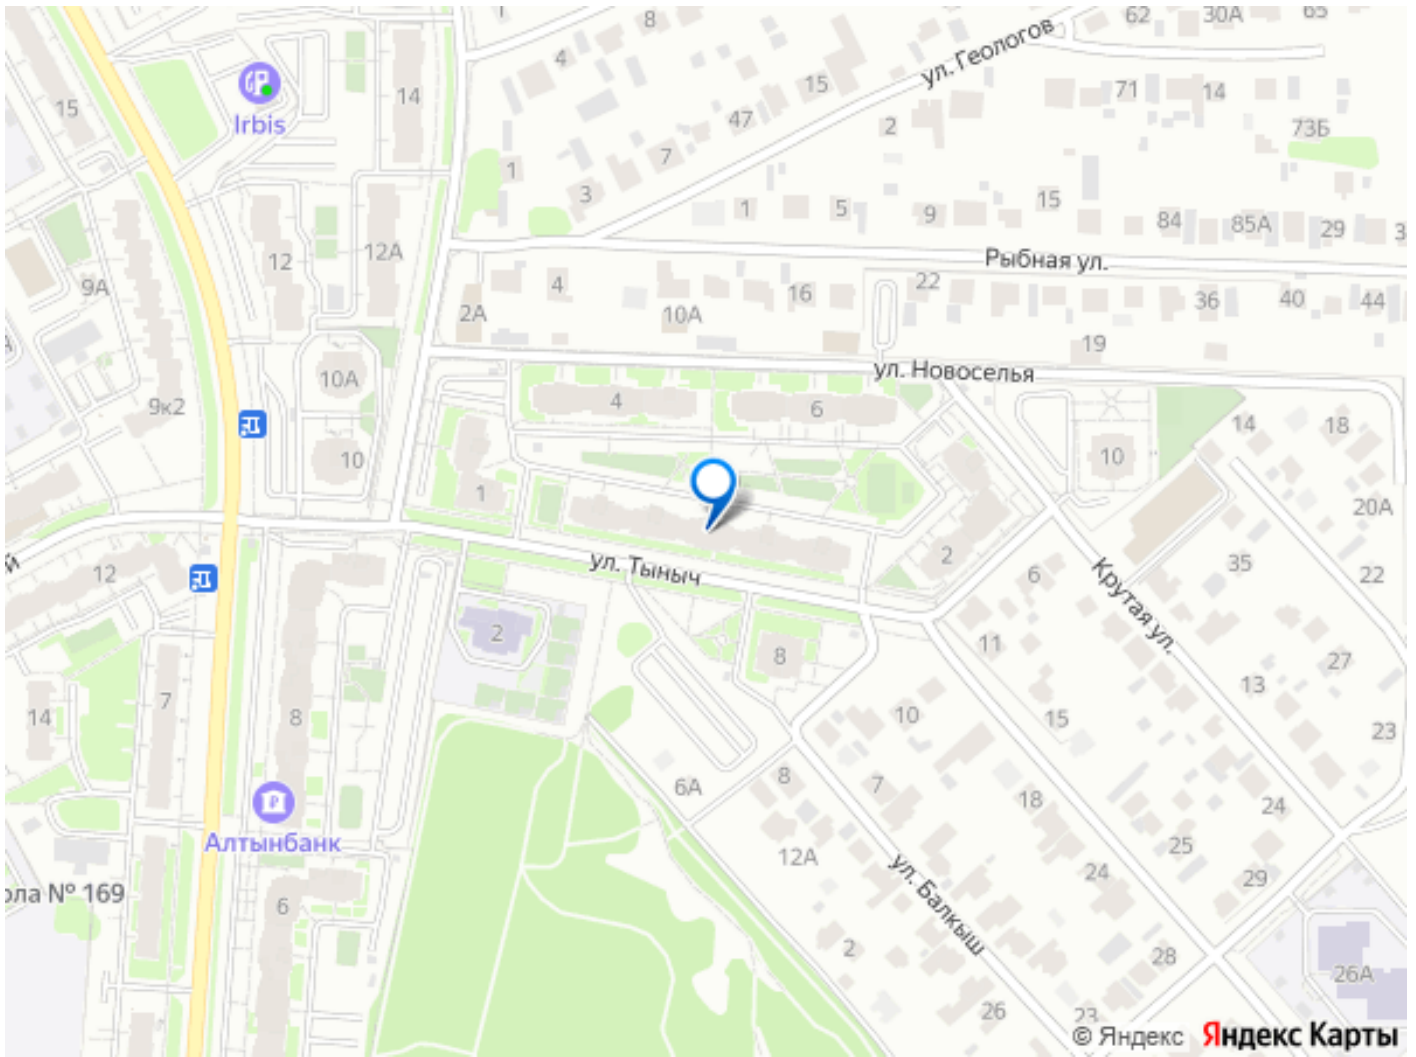 62
30А
65
8
4
ул. Геологов
15
71
14
14
Irbis
15
47
2
73Б
7
1
3
1
5
9
15
84
85А
29
12
12А
Рыбная ул.
9А
4
22
16
36
40
44
2А
10А
19
ул. Новоселья
10А
9к2
4
6
14
18
10
10
1
20А
2
ул. Тыныч
12
6
35
22
Крутая ул.
2
8
11
27
13
7
14
8
10
15
23
8
7
6А
18
24
Алтынбанк
12А
25
ола № 169
24
29
6
ул. Балкыш
2
28
26А
26
23
© Яндекс Яндекс Карты